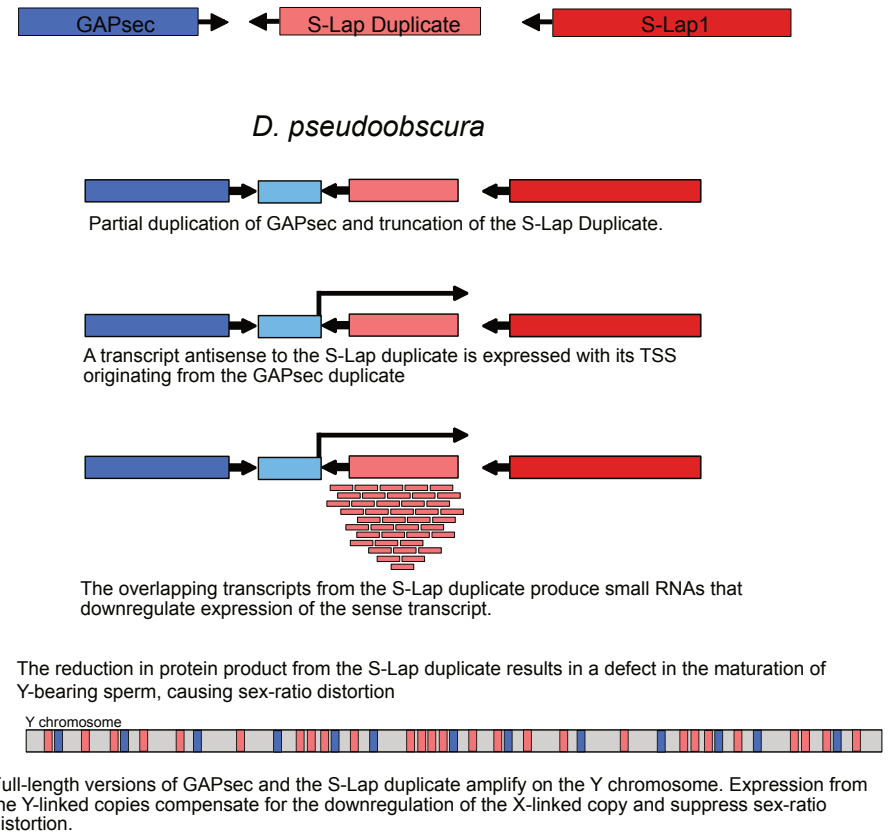 GAPsec S-Lap Duplicate S-Lap1
D. pseudoobscura
Partial duplication of GAPsec and truncation of the S-Lap Duplicate.
A transcript antisense to the S-Lap duplicate is expressed with its TSS
originating from the GAPsec duplicate
The overlapping transcripts from the S-Lap duplicate produce small RNAs that
downregulate expression of the sense transcript.
The reduction in protein product from the S-Lap duplicate results in a defect in the maturation of
Y-bearing sperm, causing sex-ratio distortion
Y chromosome
ull-length versions of GAPsec and the S-Lap duplicate amplify on the Y chromosome. Expression from
he Y-linked copies compensate for the downregulation of the X-linked copy and suppress sex-ratio
istortion.